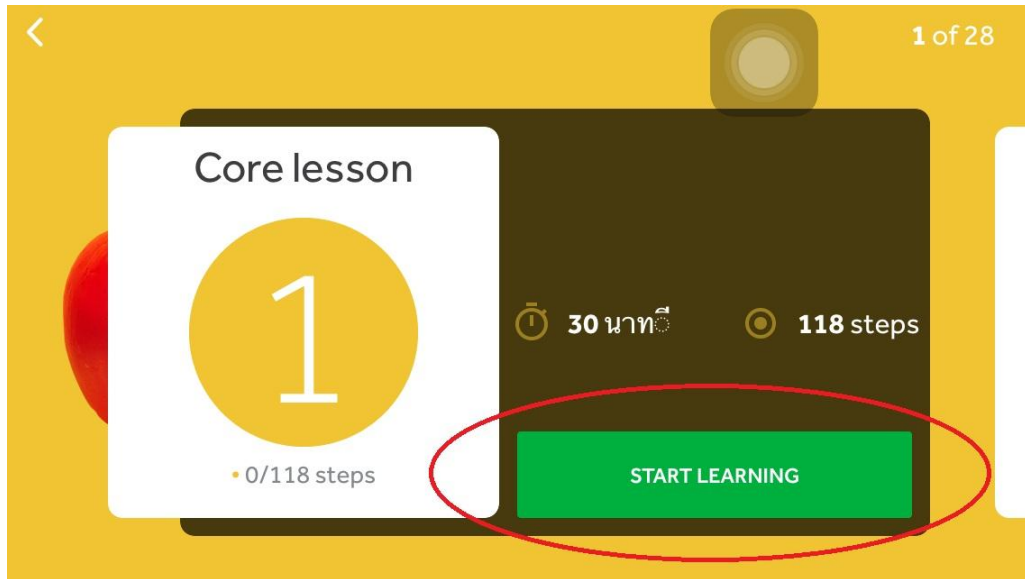 1 of 28
Core lesson
1
30 นาที
118 steps
• 0/118 steps
START LEARNING